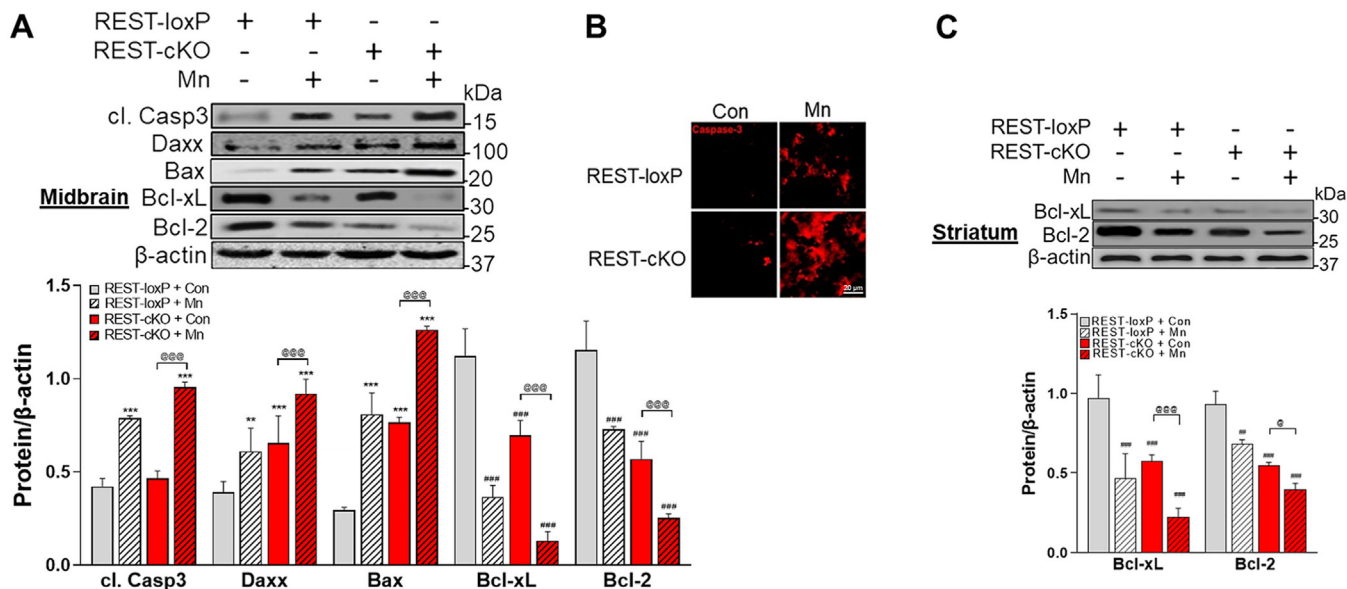 A
REST-loxP + + - -
REST-cKO - - + +
Mn - + - +
kDa
cl. Casp3 -15
Daxx -100
Bax -20
Midbrain Bcl-xL -30
Bcl-2 -25
β-actin -37
REST-loxP + Con
REST-loxP + Mn
REST-cKO + Con
REST-cKO + Mn
Protein/β-actin
1.5
1.0
0.5
0.0
*** @@@ ***
** *** @@@ ***
*** *** @@@ ***
### ### @@@ ###
### ### @@@ ###
cl. Casp3 Daxx Bax Bcl-xL Bcl-2
B
Con Mn
Caspase-3
REST-loxP
REST-cKO
20 μm
C
REST-loxP + + - -
REST-cKO - - + +
Mn - + - +
kDa
Bcl-xL -30
Striatum Bcl-2 -25
β-actin -37
REST-loxP + Con
REST-loxP + Mn
REST-cKO + Con
REST-cKO + Mn
Protein/β-actin
1.5
1.0
0.5
0.0
### ### @@@ ###
## ### @ ###
Bcl-xL Bcl-2